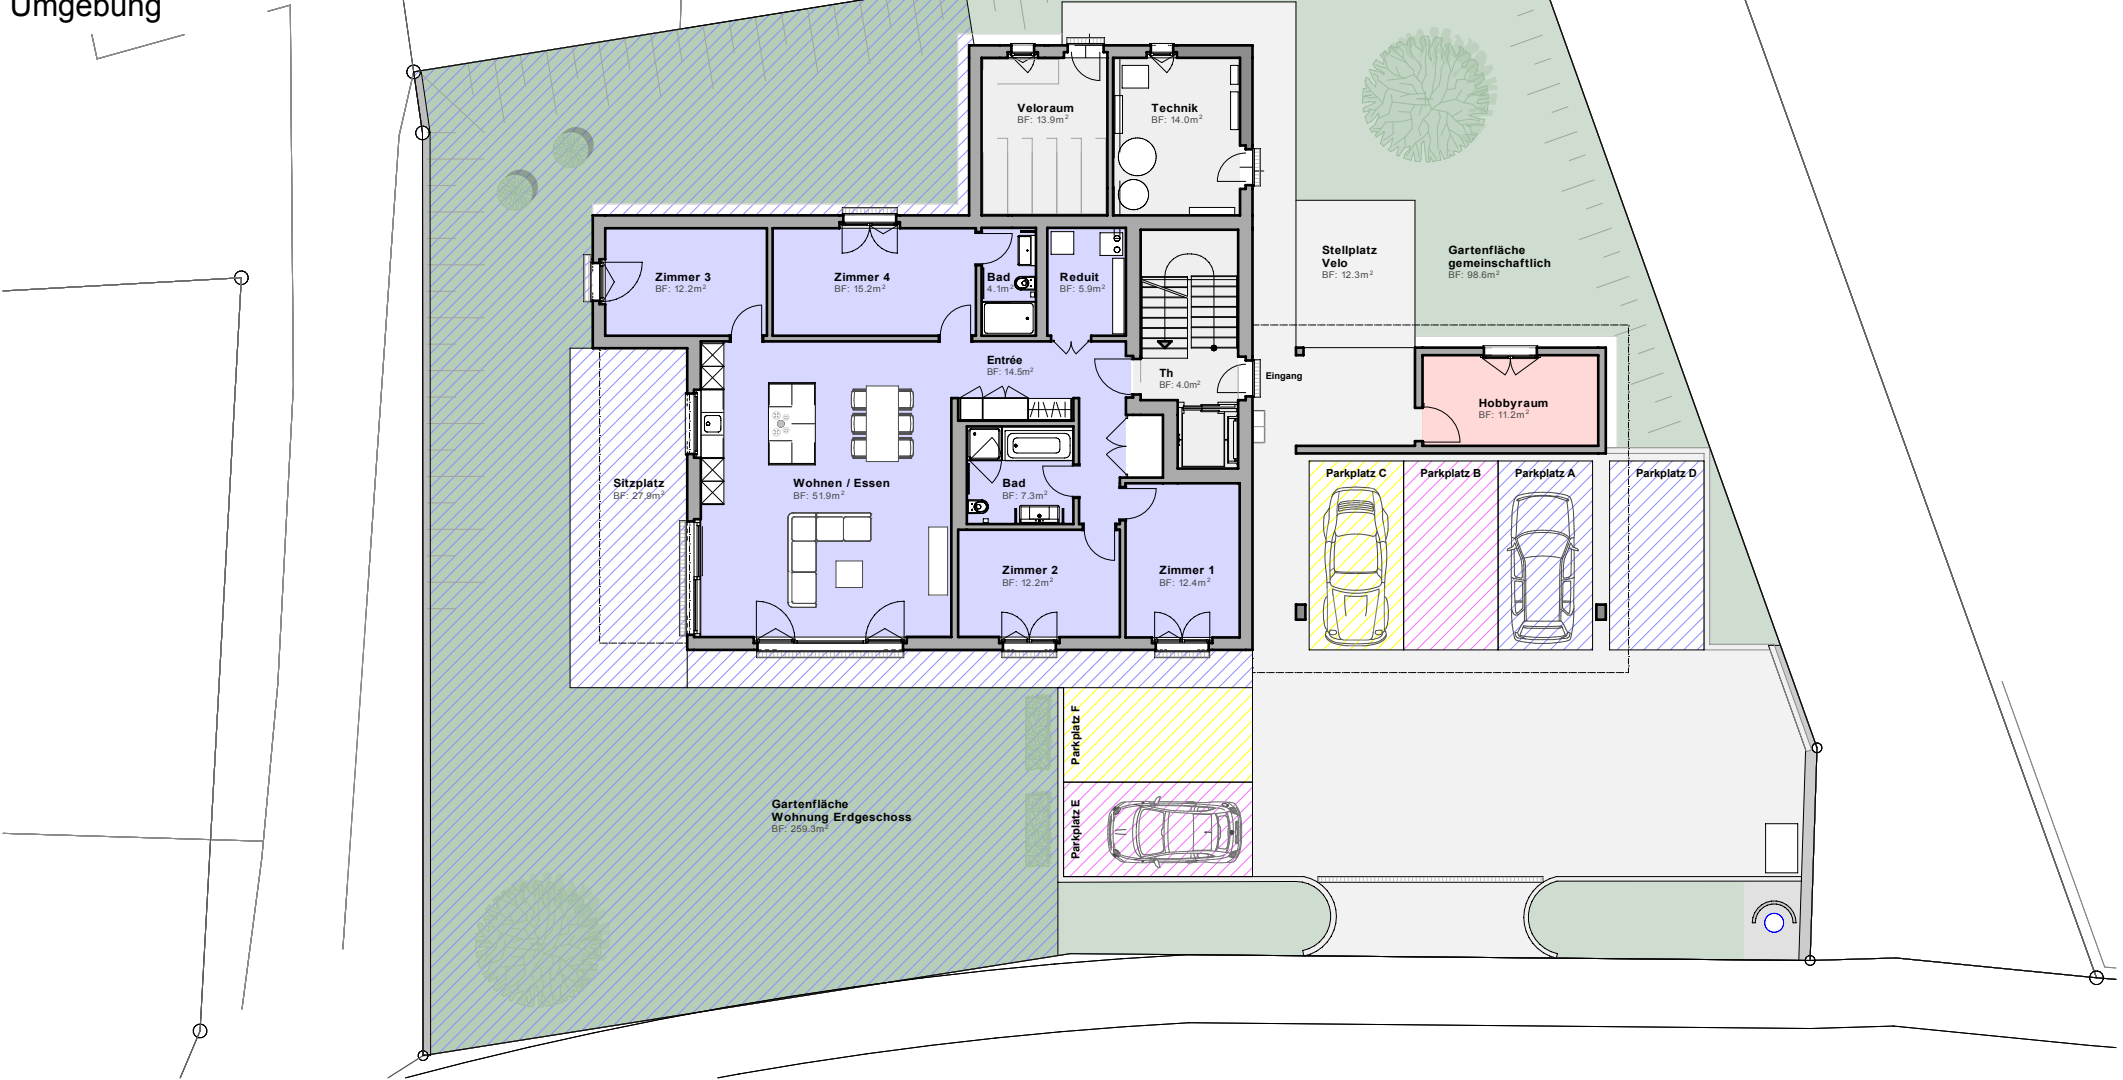 Umgebung
Veloraum
BF: 13.9m²
Technik
BF: 14.0m²
Zimmer 3
BF: 12.2m²
Zimmer 4
BF: 15.2m²
Bad
4.1m²
Reduit
BF: 5.9m²
Stellplatz
Velo
BF: 12.3m²
Gartenfläche
gemeinschaftlich
BF: 98.6m²
Entrée
BF: 14.5m²
Th
BF: 4.0m²
Eingang
Hobbyraum
BF: 11.2m²
Sitzplatz
BF: 27.9m²
Wohnen / Essen
BF: 51.9m²
Bad
BF: 7.3m²
Parkplatz C
Parkplatz B
Parkplatz A
Parkplatz D
Zimmer 2
BF: 12.2m²
Zimmer 1
BF: 12.4m²
Parkplatz F
Parkplatz E
Gartenfläche
Wohnung Erdgeschoss
BF: 259.3m²